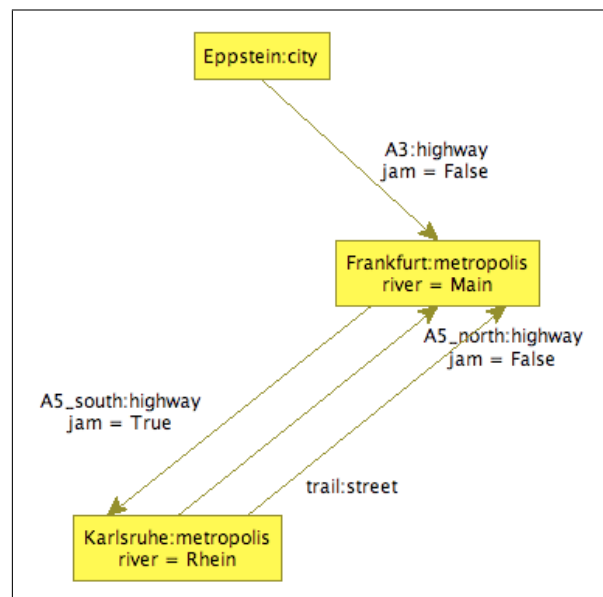 Eppstein:city
A3:highway
jam = False
Frankfurt:metropolis
river = Main
A5_north:highway
jam = False
A5_south:highway
jam = True
trail:street
Karlsruhe:metropolis
river = Rhein